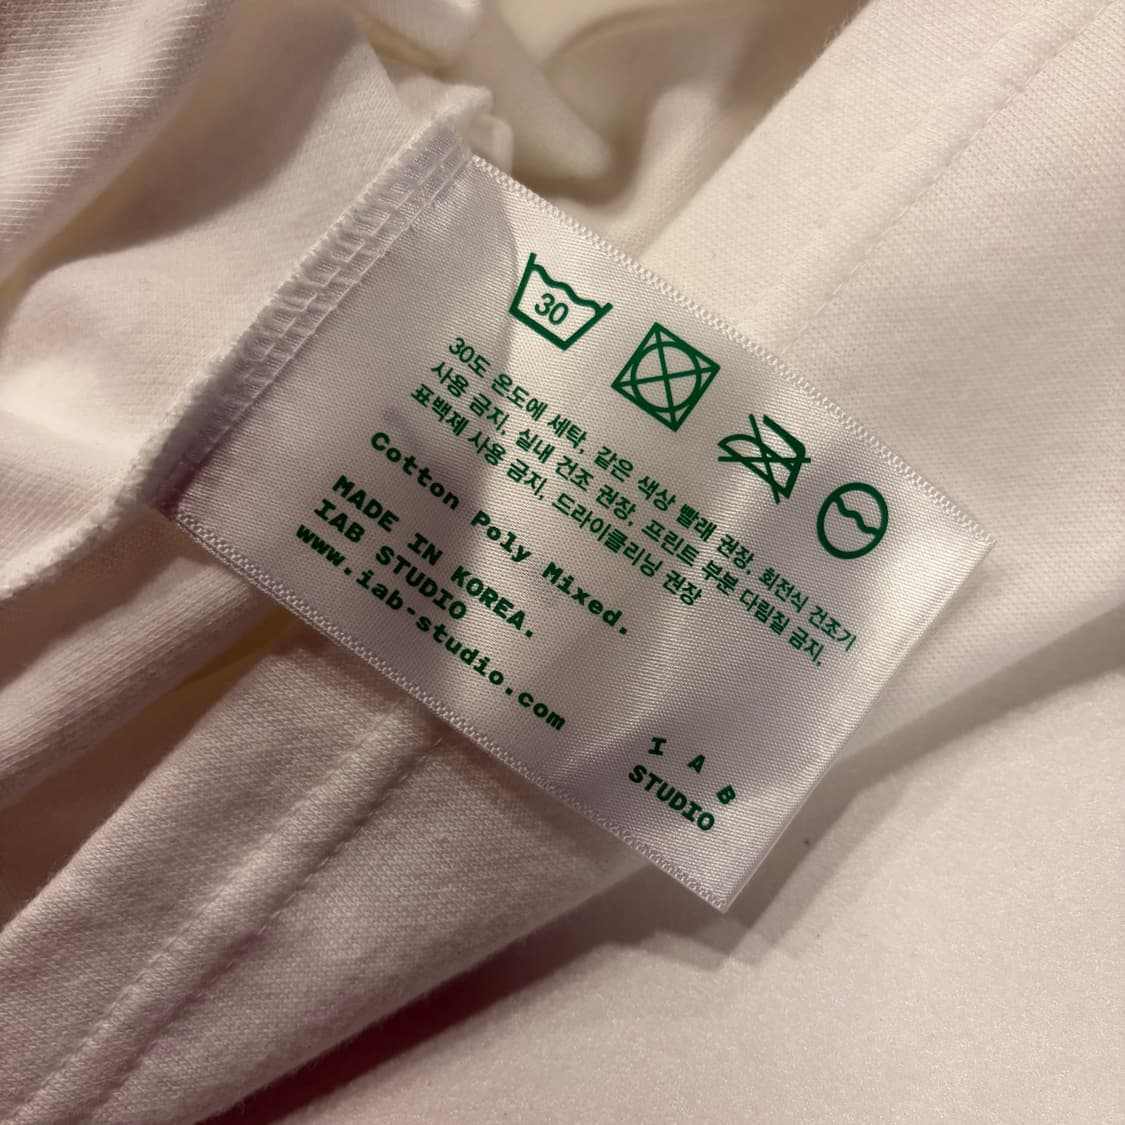 30
30도 온도에 세탁, 같은 색상 빨래 권장. 회전식 건조기
사용 금지, 실내 건조 권장, 프린트 부분 다림질 금지.
표백제 사용 금지, 드라이클리닝 권장
Cotton Poly Mixed.
MADE IN KOREA.
IAB STUDIO
www.iab-studio.com
I A B
STUDIO